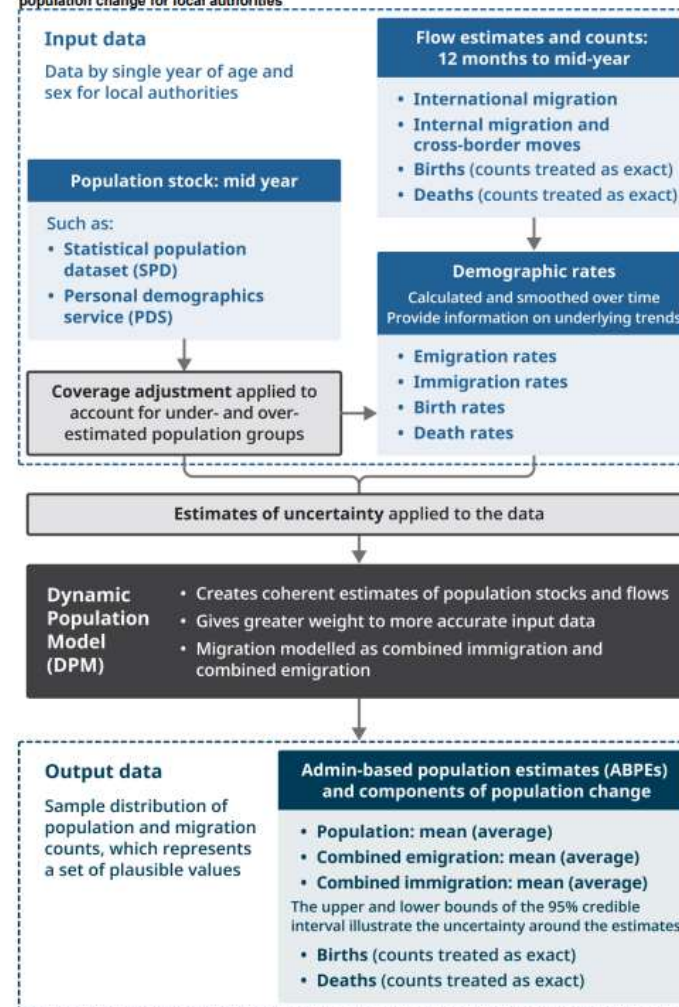 population change for local authorities
Input data
Data by single year of age and
sex for local authorities
Flow estimates and counts:
12 months to mid-year
• International migration
• Internal migration and
cross-border moves
• Births (counts treated as exact)
• Deaths (counts treated as exact)
Population stock: mid year
Such as:
• Statistical population
dataset (SPD)
• Personal demographics
service (PDS)
Demographic rates
Calculated and smoothed over time
Provide information on underlying trends
• Emigration rates
• Immigration rates
• Birth rates
• Death rates
Coverage adjustment applied to
account for under- and over-
estimated population groups
Estimates of uncertainty applied to the data
Dynamic
Population
Model
(DPM)
• Creates coherent estimates of population stocks and flows
• Gives greater weight to more accurate input data
• Migration modelled as combined immigration and
combined emigration
Output data
Sample distribution of
population and migration
counts, which represents
a set of plausible values
Admin-based population estimates (ABPEs)
and components of population change
• Population: mean (average)
• Combined emigration: mean (average)
• Combined immigration: mean (average)
The upper and lower bounds of the 95% credible
interval illustrate the uncertainty around the estimates
• Births (counts treated as exact)
• Deaths (counts treated as exact)